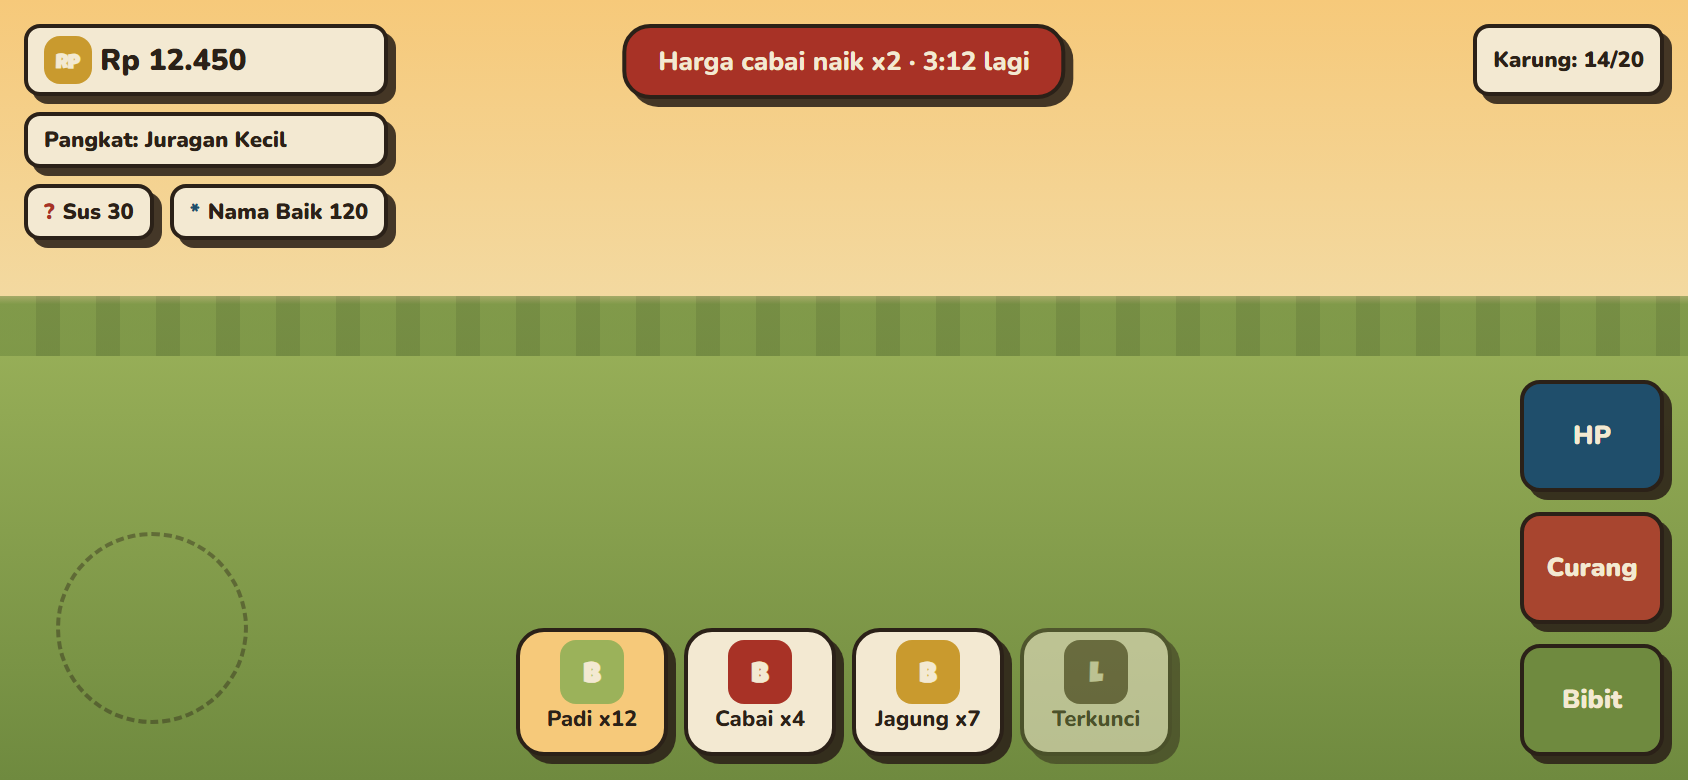 RP Rp 12.450
Harga cabai naik x2 · 3:12 lagi
Karung: 14/20
Pangkat: Juragan Kecil
? Sus 30
* Nama Baik 120
HP
Curang
Bibit
B
Padi x12
B
Cabai x4
B
Jagung x7
L
Terkunci